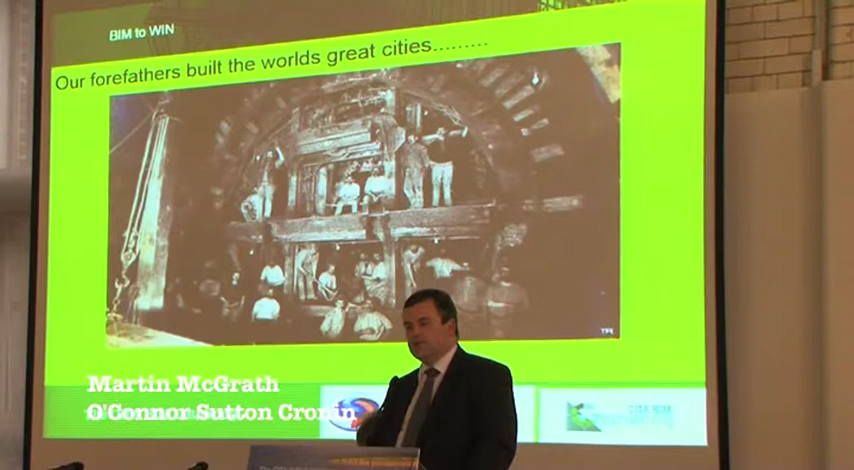 BIM to WIN
Our forefathers built the worlds great cities.........
Martin McGrath
O'Connor Sutton Cronin